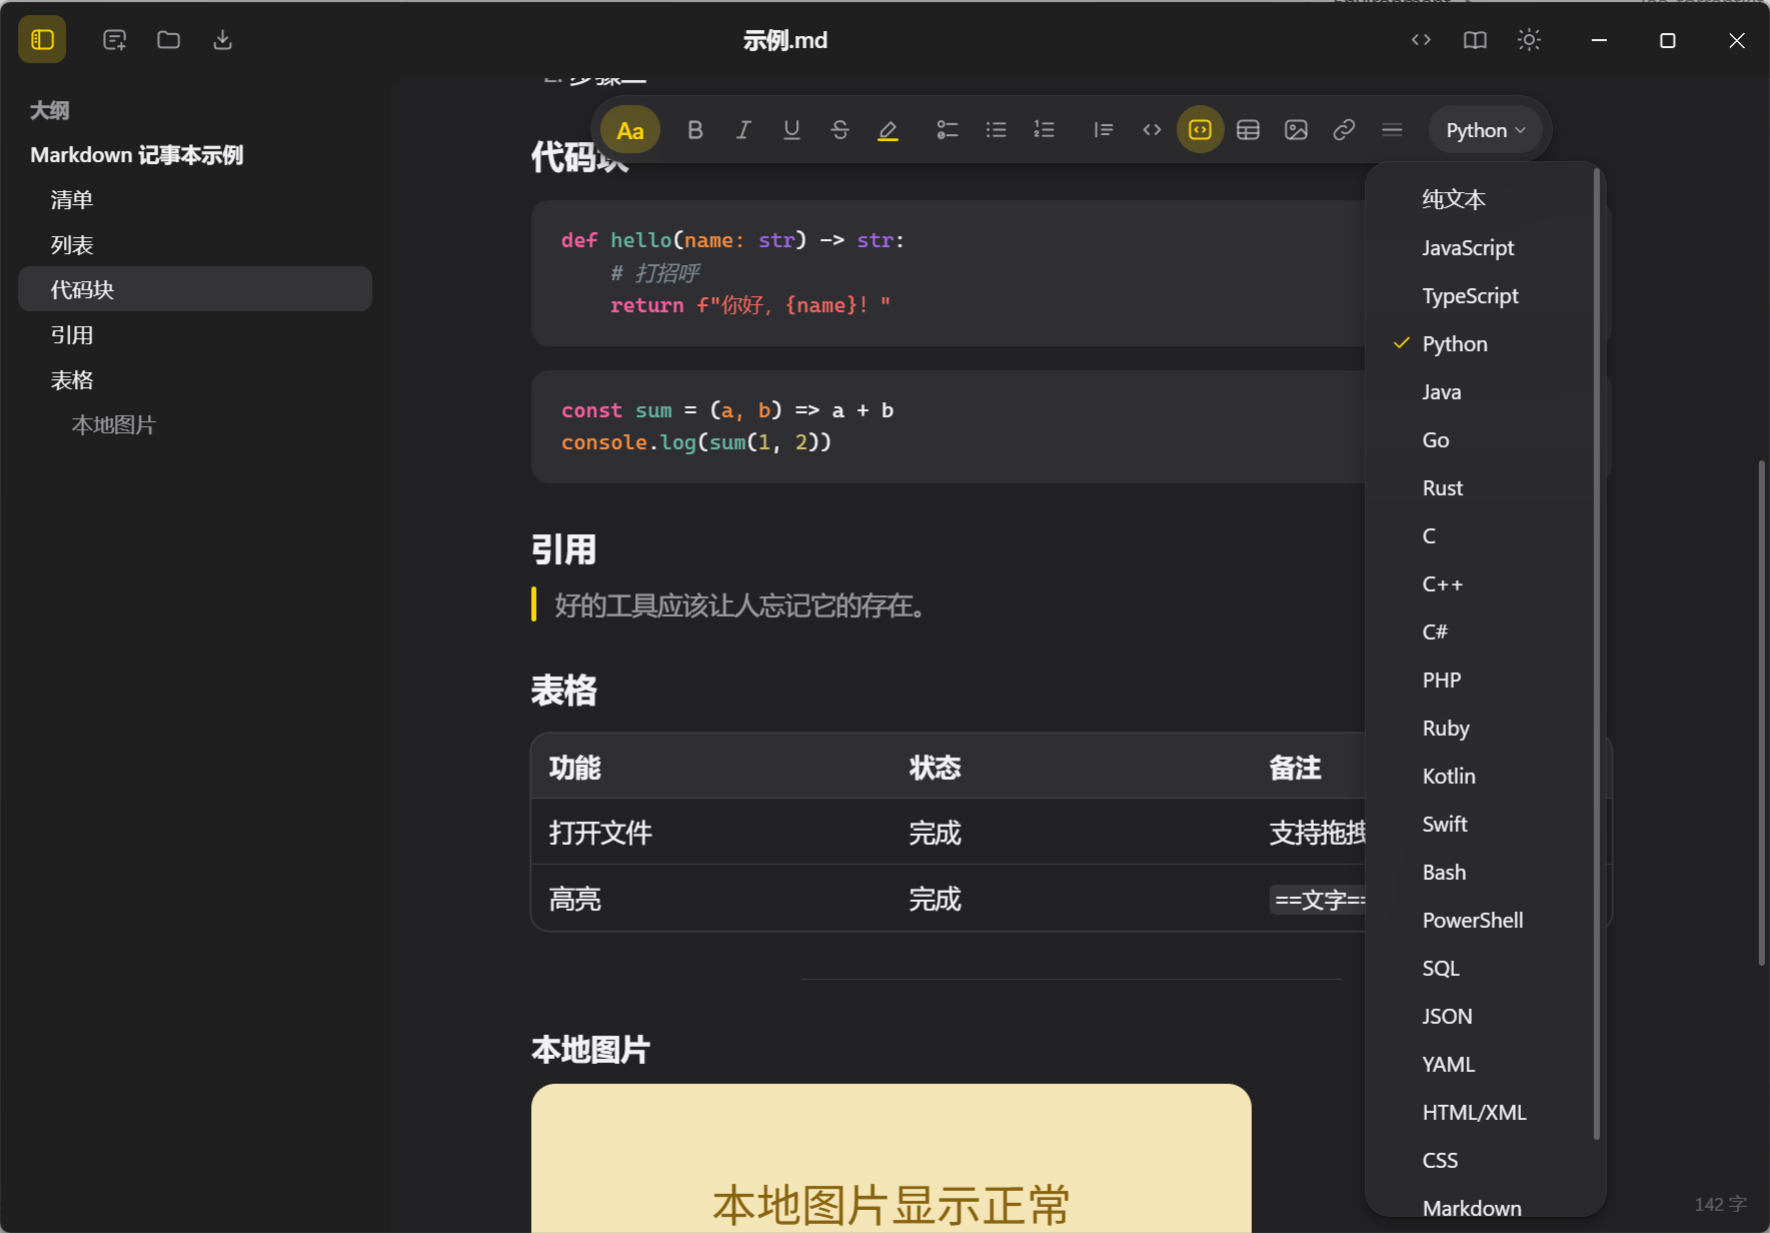 示例.md
大纲
Markdown 记事本示例
清单
列表
代码块
引用
表格
本地图片
Aa
Python
代码块
def hello(name: str) -> str:
# 打招呼
return f"你好，{name}！"
const sum = (a, b) => a + b
console.log(sum(1, 2))
引用
好的工具应该让人忘记它的存在。
表格
功能 状态 备注
打开文件 完成 支持拖拽
高亮 完成 ==文字==
本地图片
本地图片显示正常
纯文本
JavaScript
TypeScript
Python
Java
Go
Rust
C
C++
C#
PHP
Ruby
Kotlin
Swift
Bash
PowerShell
SQL
JSON
YAML
HTML/XML
CSS
Markdown
142 字